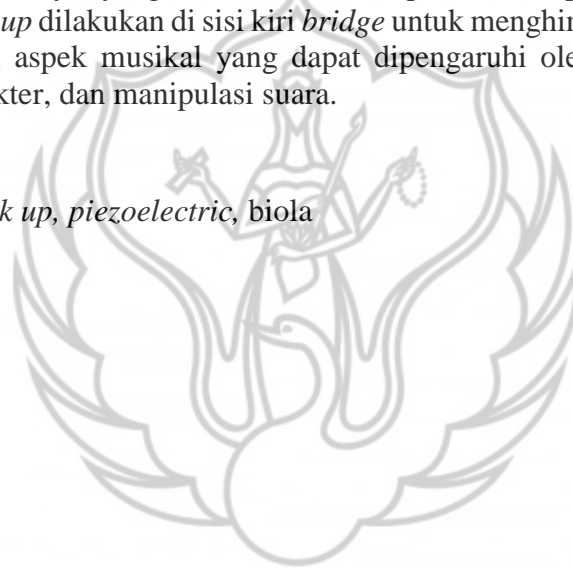 up dilakukan di sisi kiri bridge untuk menghin
aspek musikal yang dapat dipengaruhi ole
kter, dan manipulasi suara.
k up, piezoelectric, biola